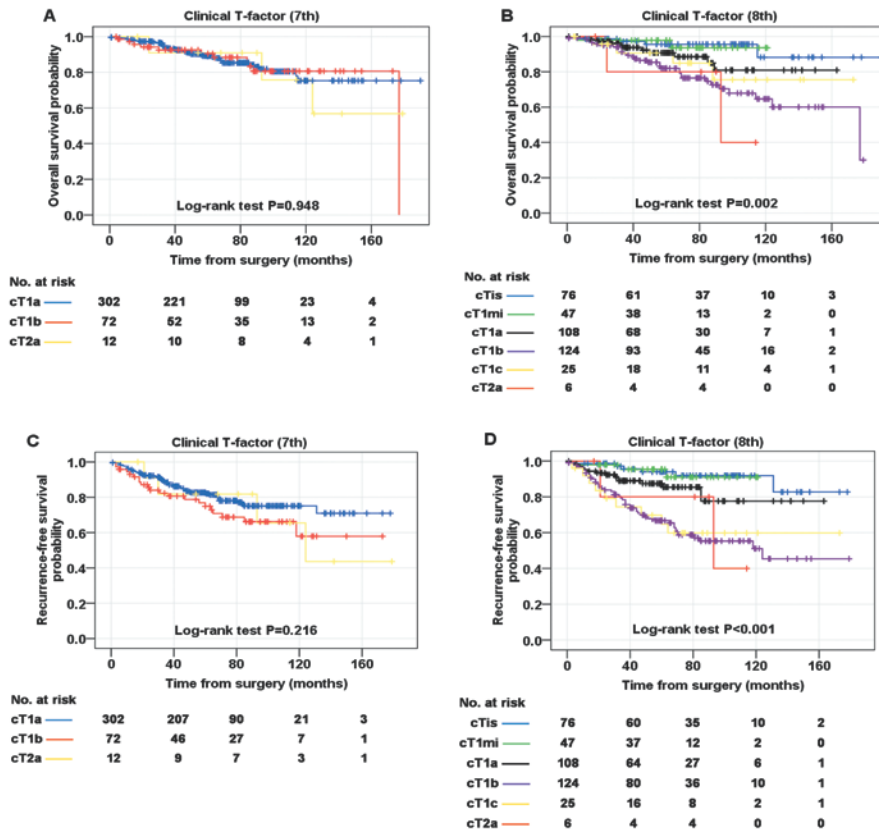 A
Clinical T-factor (7th)
Overall survival probability
1.0
0.8
0.6
0.4
0.2
0.0
Log-rank test P=0.948
0 40 80 120 160
Time from surgery (months)
No. at risk
cT1a 302 221 99 23 4
cT1b 72 52 35 13 2
cT2a 12 10 8 4 1
B
Clinical T-factor (8th)
Overall survival probability
1.0
0.8
0.6
0.4
0.2
0.0
Log-rank test P=0.002
0 40 80 120 160
Time from surgery (months)
No. at risk
cTis 76 61 37 10 3
cT1mi 47 38 13 2 0
cT1a 108 68 30 7 1
cT1b 124 93 45 16 2
cT1c 25 18 11 4 1
cT2a 6 4 4 0 0
C
Clinical T-factor (7th)
Recurrence-free survival
probability
1.0
0.8
0.6
0.4
0.2
0.0
Log-rank test P=0.216
0 40 80 120 160
Time from surgery (months)
No. at risk
cT1a 302 207 90 21 3
cT1b 72 46 27 7 1
cT2a 12 9 7 3 1
D
Clinical T-factor (8th)
Recurrence-free survival
probability
1.0
0.8
0.6
0.4
0.2
0.0
Log-rank test P<0.001
0 40 80 120 160
Time from surgery (months)
No. at risk
cTis 76 60 35 10 2
cT1mi 47 37 12 2 0
cT1a 108 64 27 6 1
cT1b 124 80 36 10 1
cT1c 25 16 8 2 1
cT2a 6 4 4 0 0